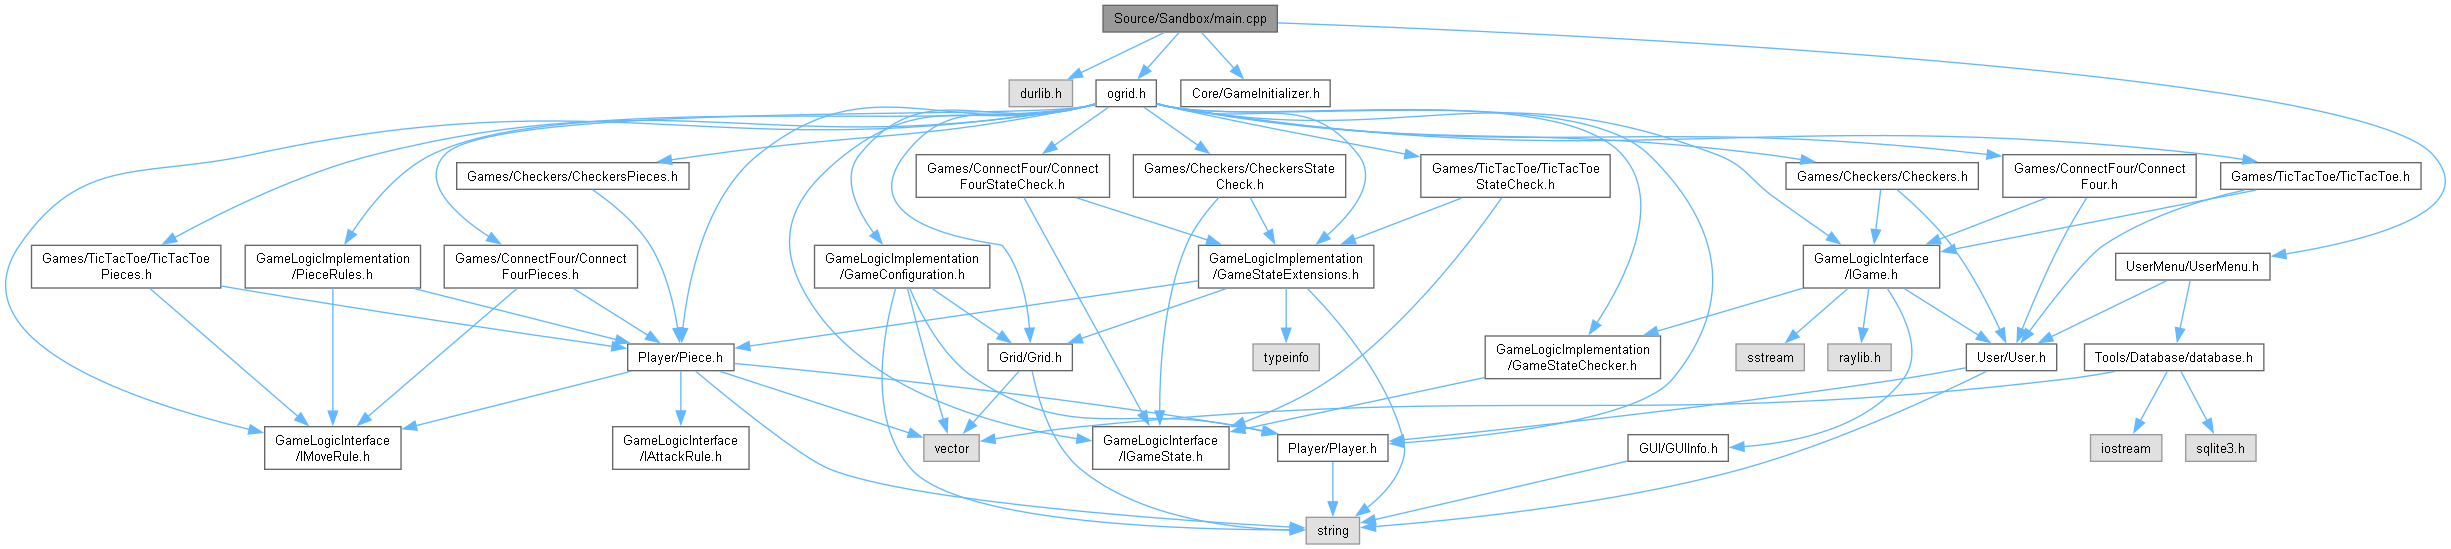 Source/Sandbox/main.cpp
durlib.h
ogrid.h
Core/GameInitializer.h
Games/Checkers/CheckersPieces.h
Games/ConnectFour/Connect
FourStateCheck.h
Games/Checkers/CheckersState
Check.h
Games/TicTacToe/TicTacToe
StateCheck.h
Games/Checkers/Checkers.h
Games/ConnectFour/Connect
Four.h
Games/TicTacToe/TicTacToe.h
Games/TicTacToe/TicTacToe
Pieces.h
GameLogicImplementation
/PieceRules.h
Games/ConnectFour/Connect
FourPieces.h
GameLogicImplementation
/GameConfiguration.h
GameLogicImplementation
/GameStateExtensions.h
GameLogicInterface
/IGame.h
UserMenu/UserMenu.h
Player/Piece.h
Grid/Grid.h
typeinfo
GameLogicImplementation
/GameStateChecker.h
sstream
raylib.h
User/User.h
Tools/Database/database.h
GameLogicInterface
/IMoveRule.h
GameLogicInterface
/IAttackRule.h
vector
GameLogicInterface
/IGameState.h
Player/Player.h
GUI/GUIInfo.h
iostream
sqlite3.h
string